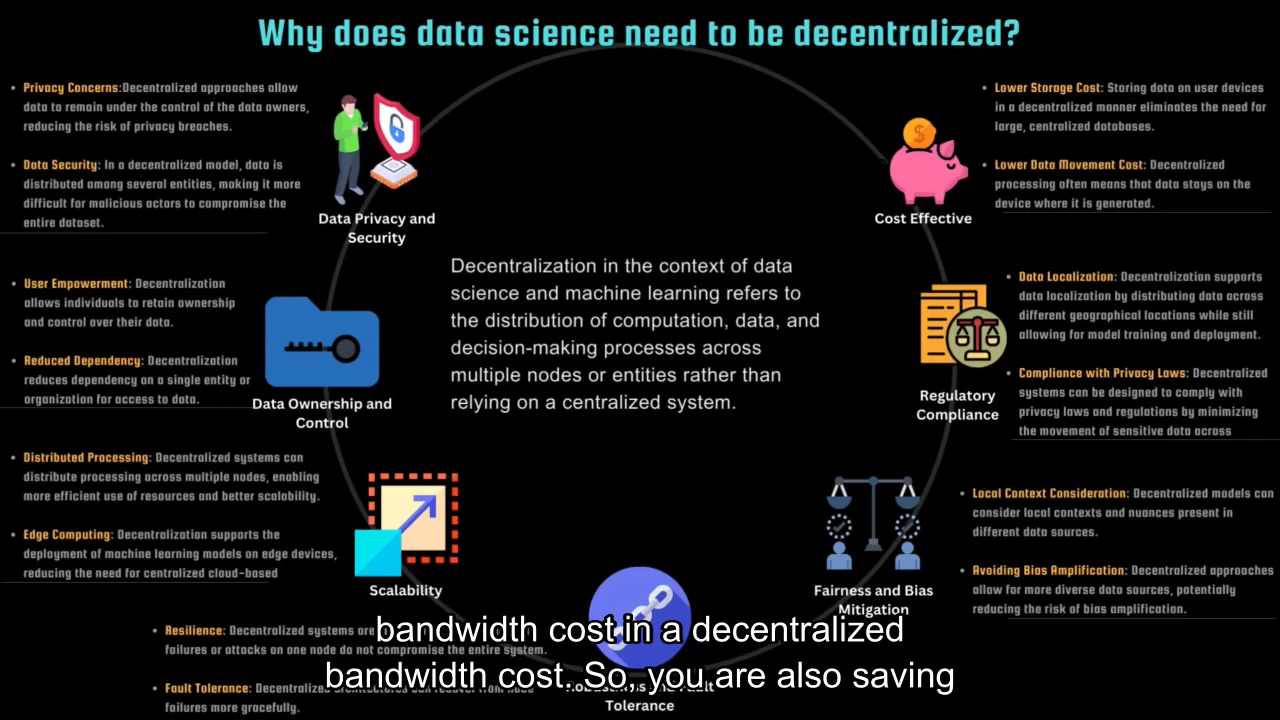 Why does data science need to be decentralized?
• Privacy Concerns:Decentralized approaches allow
data to remain under the control of the data owners,
reducing the risk of privacy breaches.
• Data Security: In a decentralized model, data is
distributed among several entities, making it more
difficult for malicious actors to compromise the
entire dataset.
Data Privacy and
Security
• User Empowerment: Decentralization
allows individuals to retain ownership
and control over their data.
• Reduced Dependency: Decentralization
reduces dependency on a single entity or
organization for access to data.
Data Ownership and
Control
• Distributed Processing: Decentralized systems can
distribute processing across multiple nodes, enabling
more efficient use of resources and better scalability.
• Edge Computing: Decentralization supports the
deployment of machine learning models on edge devices,
reducing the need for centralized cloud-based
Scalability
Decentralization in the context of data
science and machine learning refers to
the distribution of computation, data, and
decision-making processes across
multiple nodes or entities rather than
relying on a centralized system.
• Lower Storage Cost: Storing data on user devices
in a decentralized manner eliminates the need for
large, centralized databases.
• Lower Data Movement Cost: Decentralized
processing often means that data stays on the
device where it is generated.
Cost Effective
• Data Localization: Decentralization supports
data localization by distributing data across
different geographical locations while still
allowing for model training and deployment.
• Compliance with Privacy Laws: Decentralized
systems can be designed to comply with
privacy laws and regulations by minimizing
the movement of sensitive data across
Regulatory
Compliance
• Local Context Consideration: Decentralized models can
consider local contexts and nuances present in
different data sources.
• Avoiding Bias Amplification: Decentralized approaches
allow for more diverse data sources, potentially
reducing the risk of bias amplification.
Fairness and Bias
Mitigation
• Resilience: Decentralized systems are
failures or attacks on one node do not compromise the entire system.
• Fault Tolerance: Decentralized
failures more gracefully.
Tolerance
bandwidth cost in a decentralized
bandwidth cost. So, you are also saving